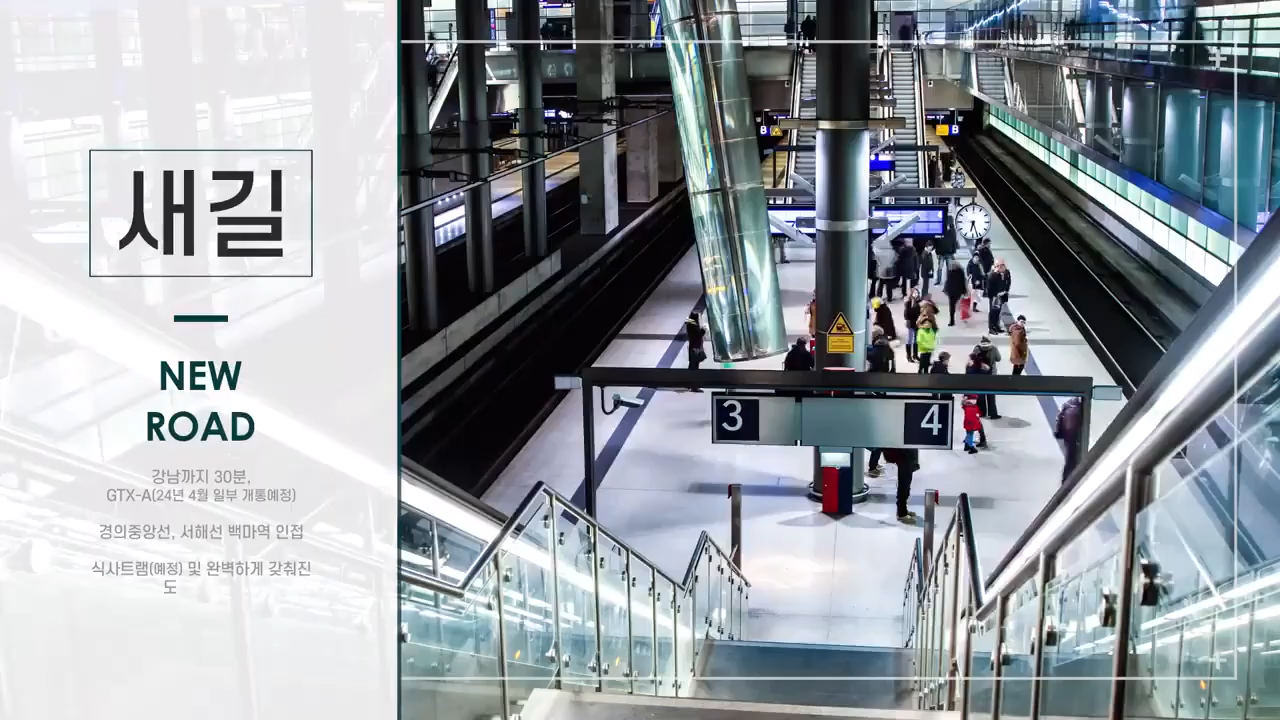 새길
NEW
ROAD
강남까지 30분,
GTX-A(24년 4월 일부 개통예정)
경의중앙선, 서해선 백마역 인접
식사트램(예정) 및 완벽하게 갖춰진
도
B
B
3
4